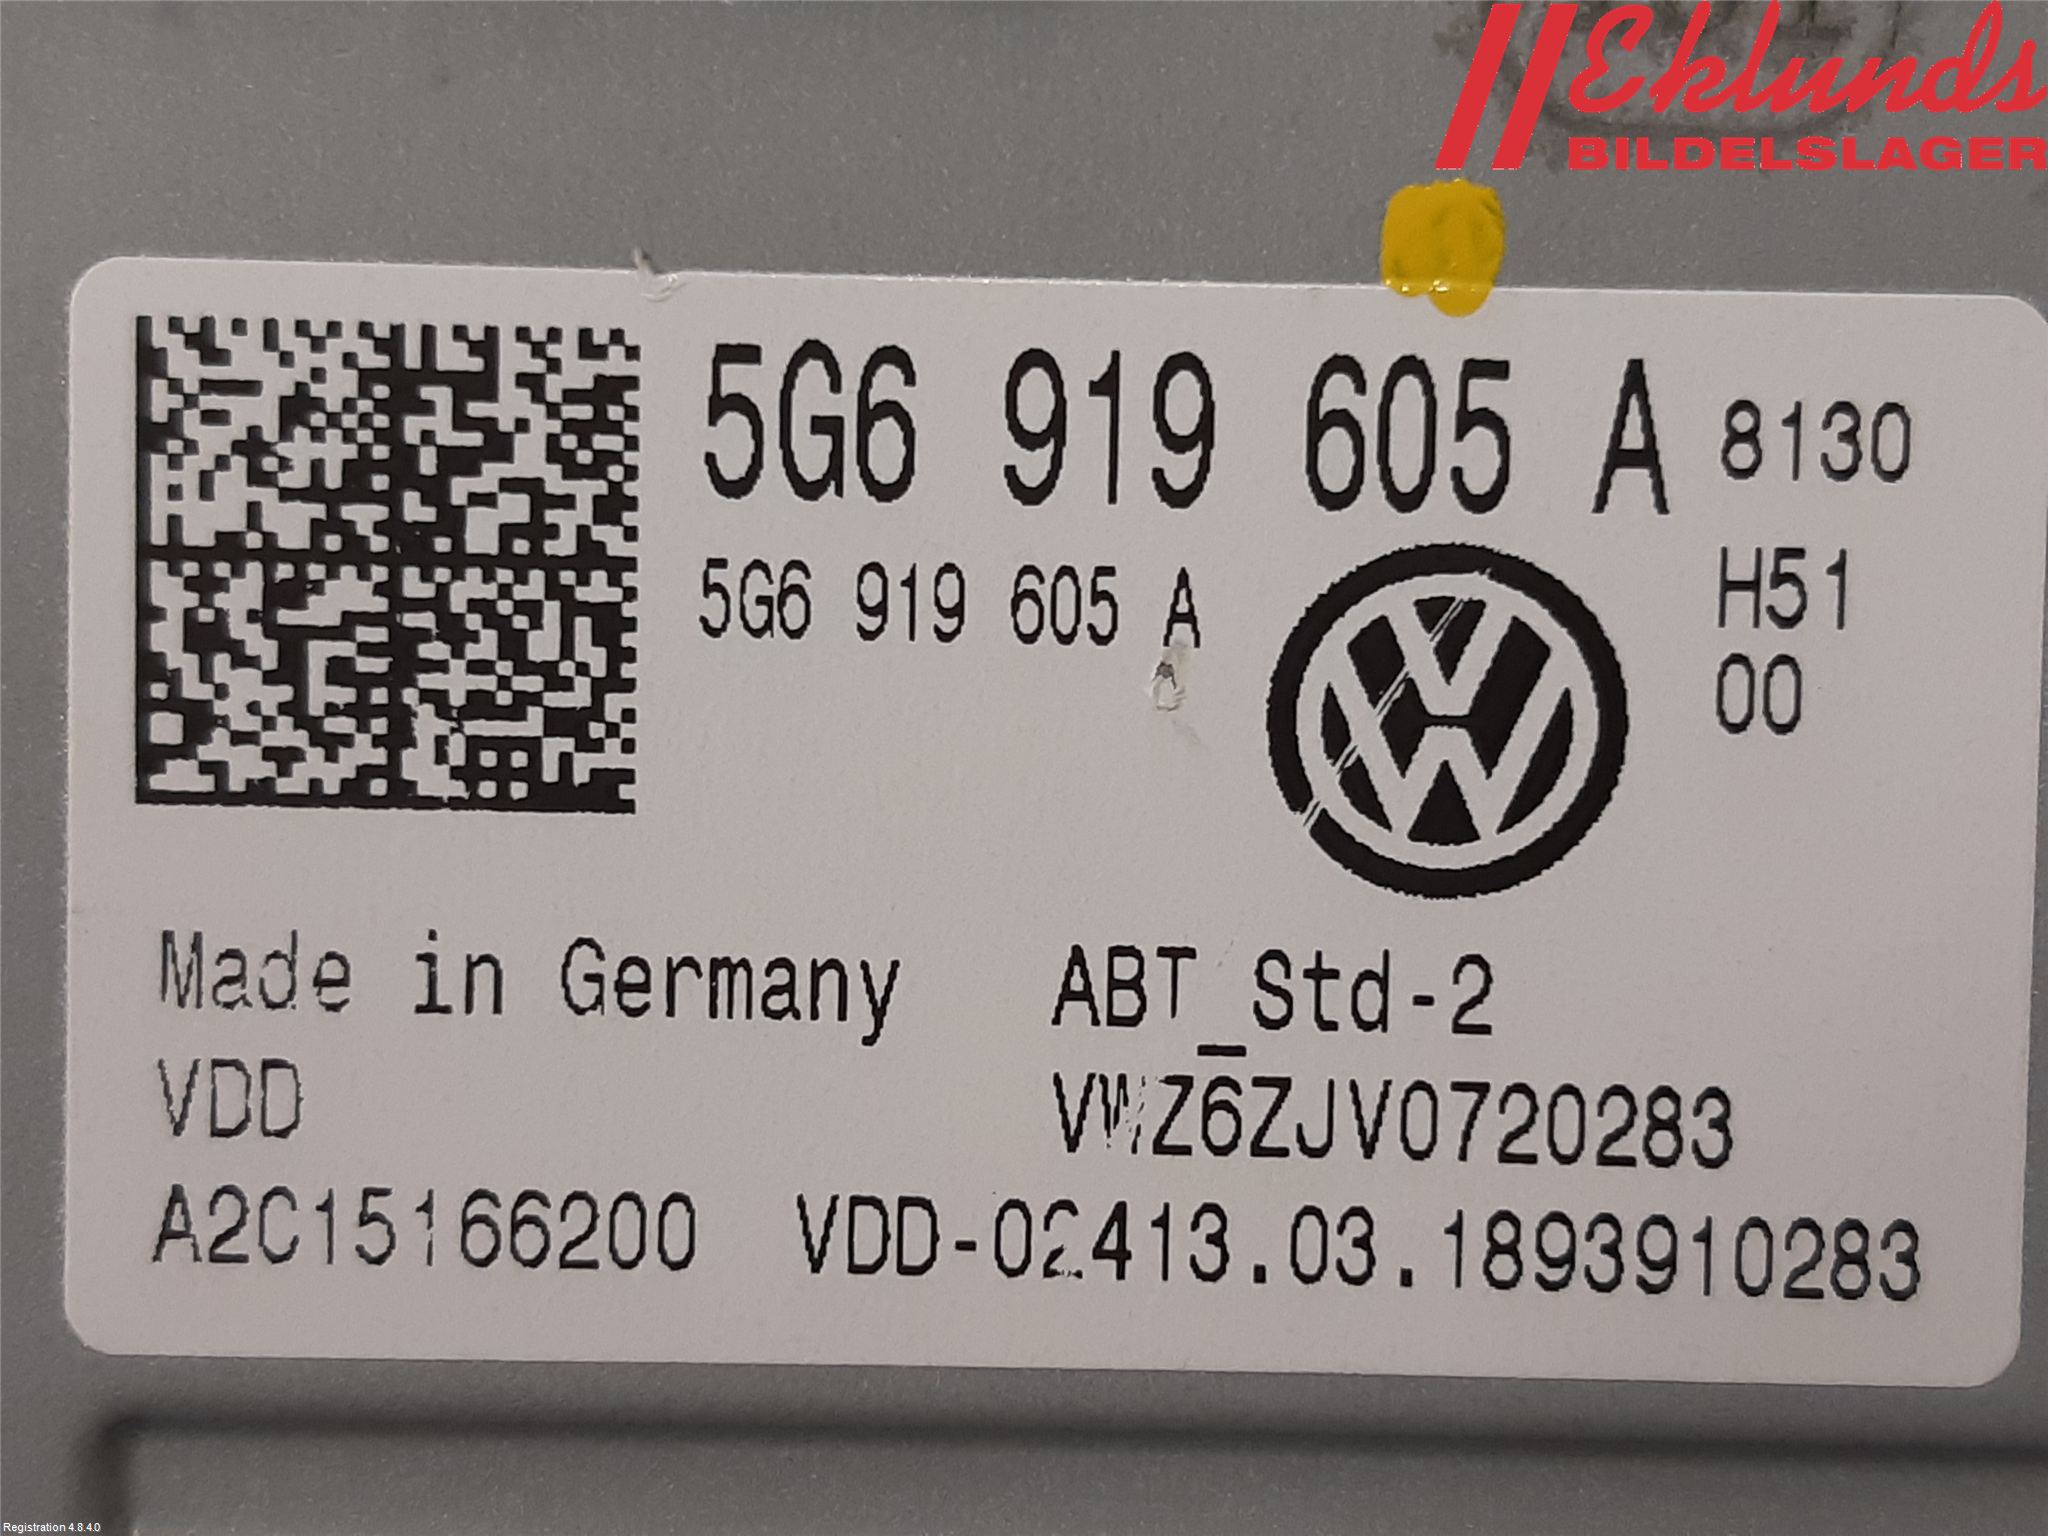 Eklunds
BILDELSLAGER
5G6 919 605 A 8130
5G6 919 605 A
H51
00
Made in Germany ABT_Std-2
VDD VWZ6ZJV0720283
A2C15166200 VDD-02413.03.1893910283
Registration 4.8.4.0